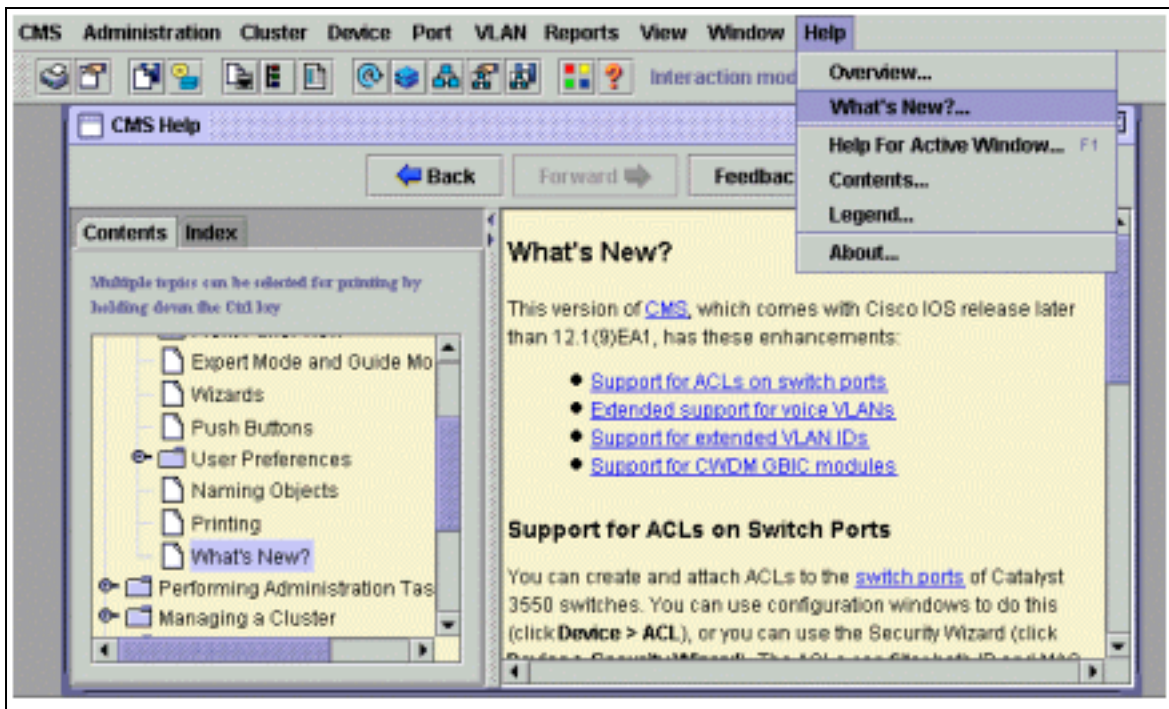 CMS Administration Cluster Device Port VLAN Reports View Window Help
Interaction mod
Overview...
What's New?...
Help For Active Window... F1
Contents...
Legend...
About...
CMS Help
Back Forward Feedbac
Contents Index
Multiple topics can be selected for printing by
holding down the Ctrl key
Expert Mode and Guide Mo
Wizards
Push Buttons
User Preferences
Naming Objects
Printing
What's New?
Performing Administration Tas
Managing a Cluster
What's New?
This version of CMS, which comes with Cisco IOS release later
than 12.1(9)EA1, has these enhancements:
Support for ACLs on switch ports
Extended support for voice VLANs
Support for extended VLAN IDs
Support for CWDM GBIC modules
Support for ACLs on Switch Ports
You can create and attach ACLs to the switch ports of Catalyst
3550 switches. You can use configuration windows to do this
(click Device > ACL), or you can use the Security Wizard (click